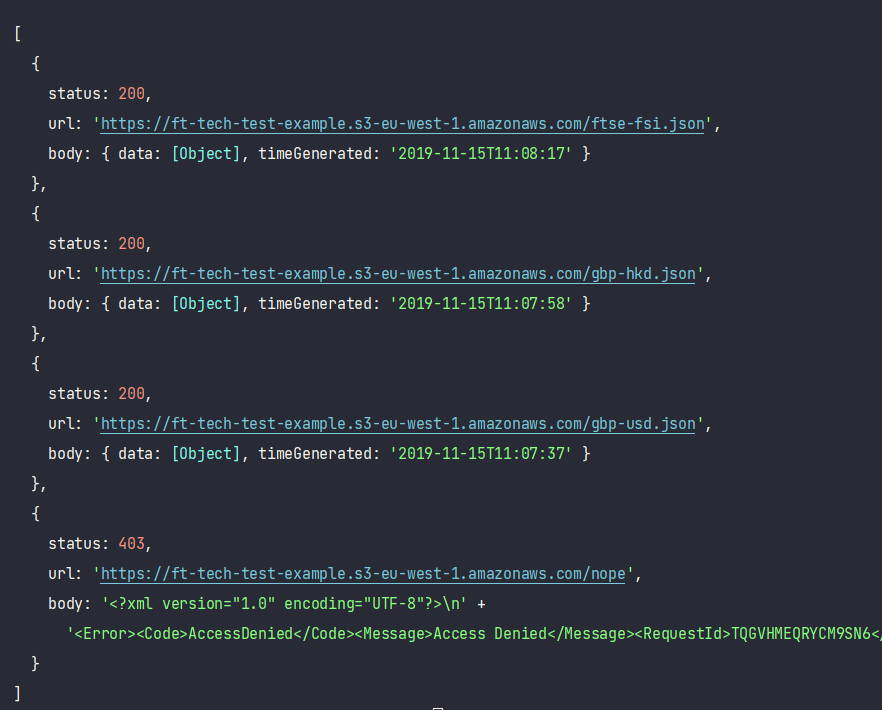 [
{
status: 200,
url: 'https://ft-tech-test-example.s3-eu-west-1.amazonaws.com/ftse-fsi.json',
body: { data: [Object], timeGenerated: '2019-11-15T11:08:17' }
},
{
status: 200,
url: 'https://ft-tech-test-example.s3-eu-west-1.amazonaws.com/gbp-hkd.json',
body: { data: [Object], timeGenerated: '2019-11-15T11:07:58' }
},
{
status: 200,
url: 'https://ft-tech-test-example.s3-eu-west-1.amazonaws.com/gbp-usd.json',
body: { data: [Object], timeGenerated: '2019-11-15T11:07:37' }
},
{
status: 403,
url: 'https://ft-tech-test-example.s3-eu-west-1.amazonaws.com/nope',
body: '<?xml version="1.0" encoding="UTF-8"?>\n' +
'<Error><Code>AccessDenied</Code><Message>Access Denied</Message><RequestId>TQGVHMEQRYCM9SN6</
}
]